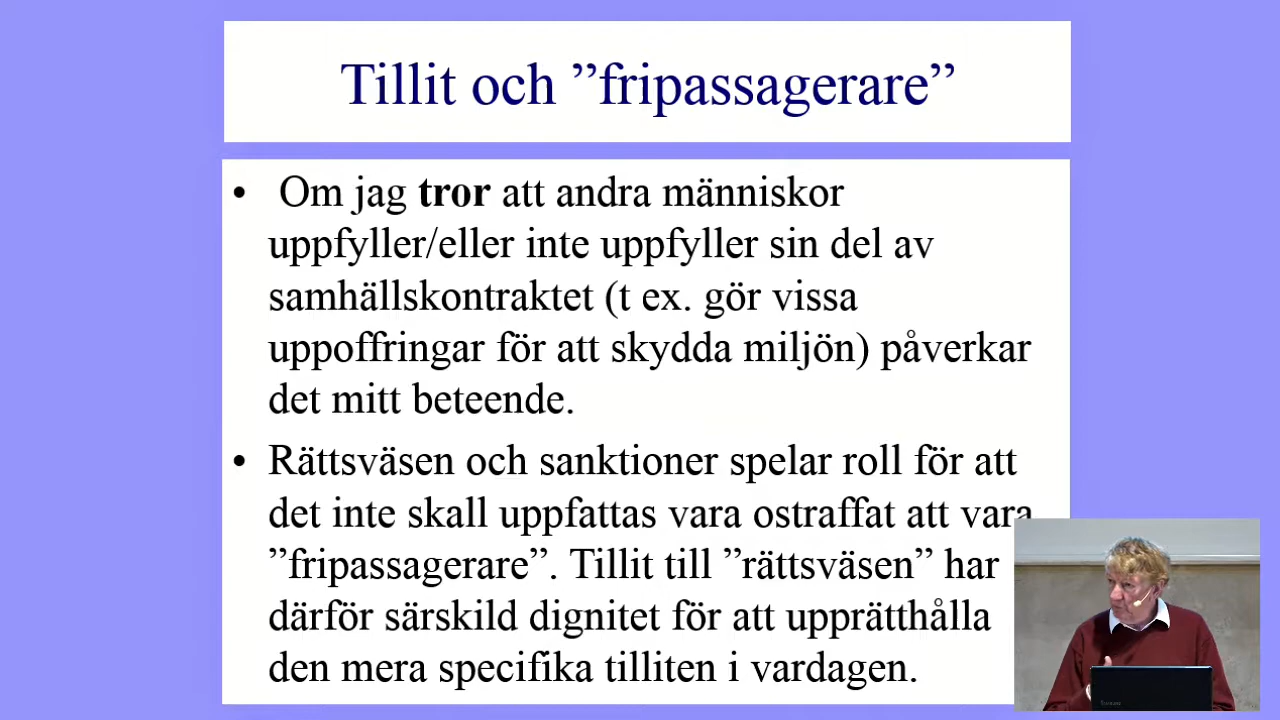 Tillit och ”fripassagerare”
• Om jag tror att andra människor
uppfyller/eller inte uppfyller sin del av
samhällskontraktet (t ex. gör vissa
uppoffringar för att skydda miljön) påverkar
det mitt beteende.
• Rättsväsen och sanktioner spelar roll för att
det inte skall uppfattas vara ostraffat att vara
”fripassagerare”. Tillit till ”rättsväsen” har
därför särskild dignitet för att upprätthålla
den mera specifika tilliten i vardagen.